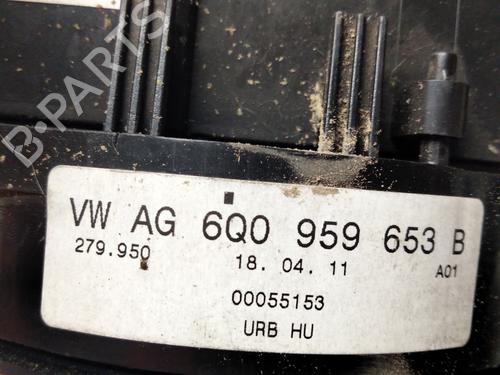 B-PARTS
VW AG 6Q0 959 653 B
279.950 18.04.11 A01
00055153
URB HU